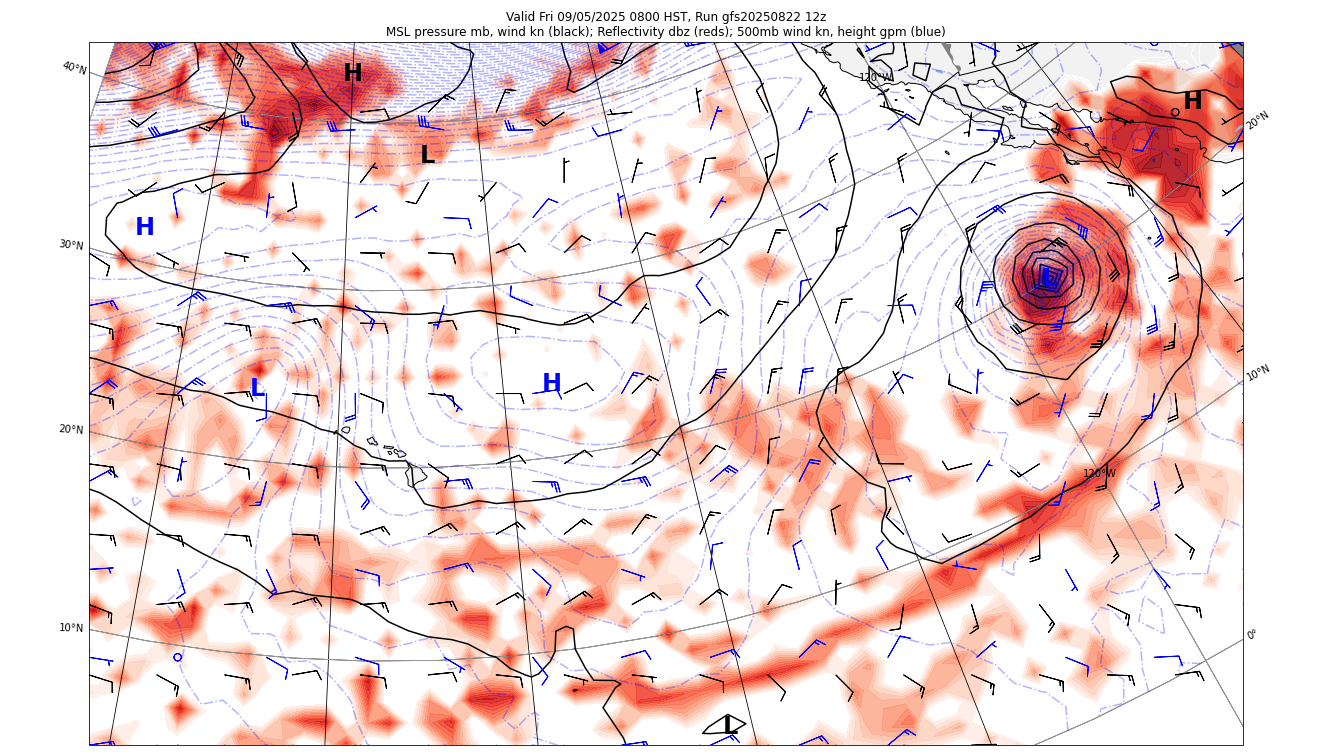 Valid Fri 09/05/2025 0800 HST, Run gfs20250822 12z
MSL pressure mb, wind kn (black); Reflectivity dbz (reds); 500mb wind kn, height gpm (blue)
40°N
H
120°W
H
20°N
L
H
30°N
L
10°N
L
H
20°N
120°W
10°N
0°
L